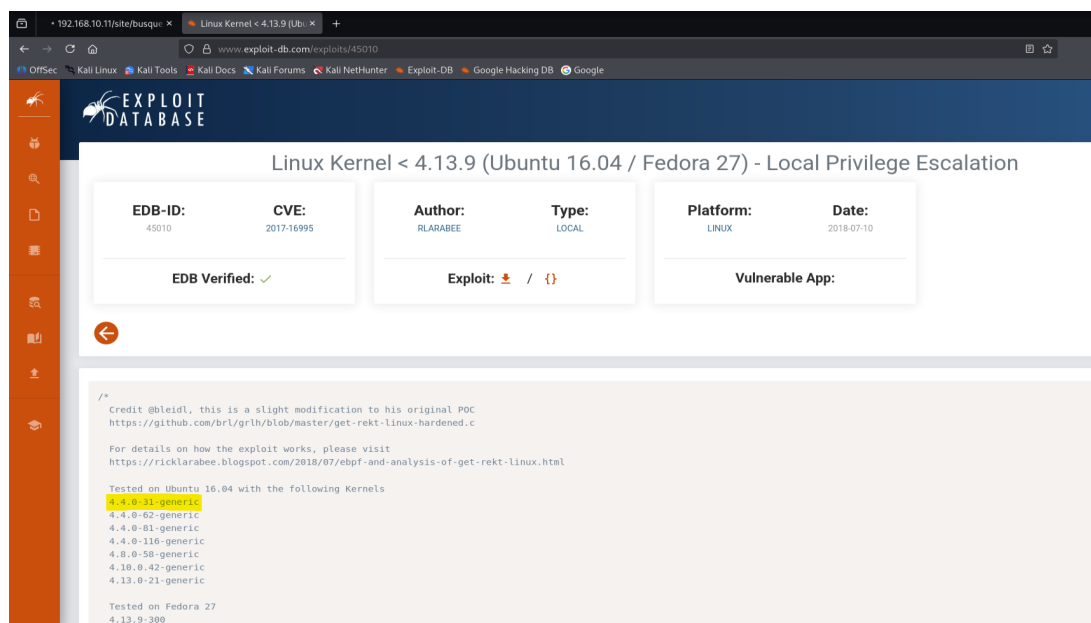 192.168.10.11/site/busque
Linux Kernel < 4.13.9 (Ubu
www.exploit-db.com/exploits/45010
OffSec
Kali Linux
Kali Tools
Kali Docs
Kali Forums
Kali NetHunter
Exploit-DB
Google Hacking DB
Google
EXPLOIT
DATABASE
Linux Kernel < 4.13.9 (Ubuntu 16.04 / Fedora 27) - Local Privilege Escalation
EDB-ID:
45010
CVE:
2017-16995
EDB Verified:
Author:
RLARABEE
Type:
LOCAL
Exploit: / {}
Platform:
LINUX
Date:
2018-07-10
Vulnerable App:
/*
Credit @bleidl, this is a slight modification to his original POC
https://github.com/brl/grlh/blob/master/get-rekt-linux-hardened.c
For details on how the exploit works, please visit
https://ricklarabee.blogspot.com/2018/07/ebpf-and-analysis-of-get-rekt-linux.html
Tested on Ubuntu 16.04 with the following Kernels
4.4.0-31-generic
4.4.0-62-generic
4.4.0-81-generic
4.4.0-116-generic
4.8.0-58-generic
4.10.0.42-generic
4.13.0-21-generic
Tested on Fedora 27
4.13.9-300